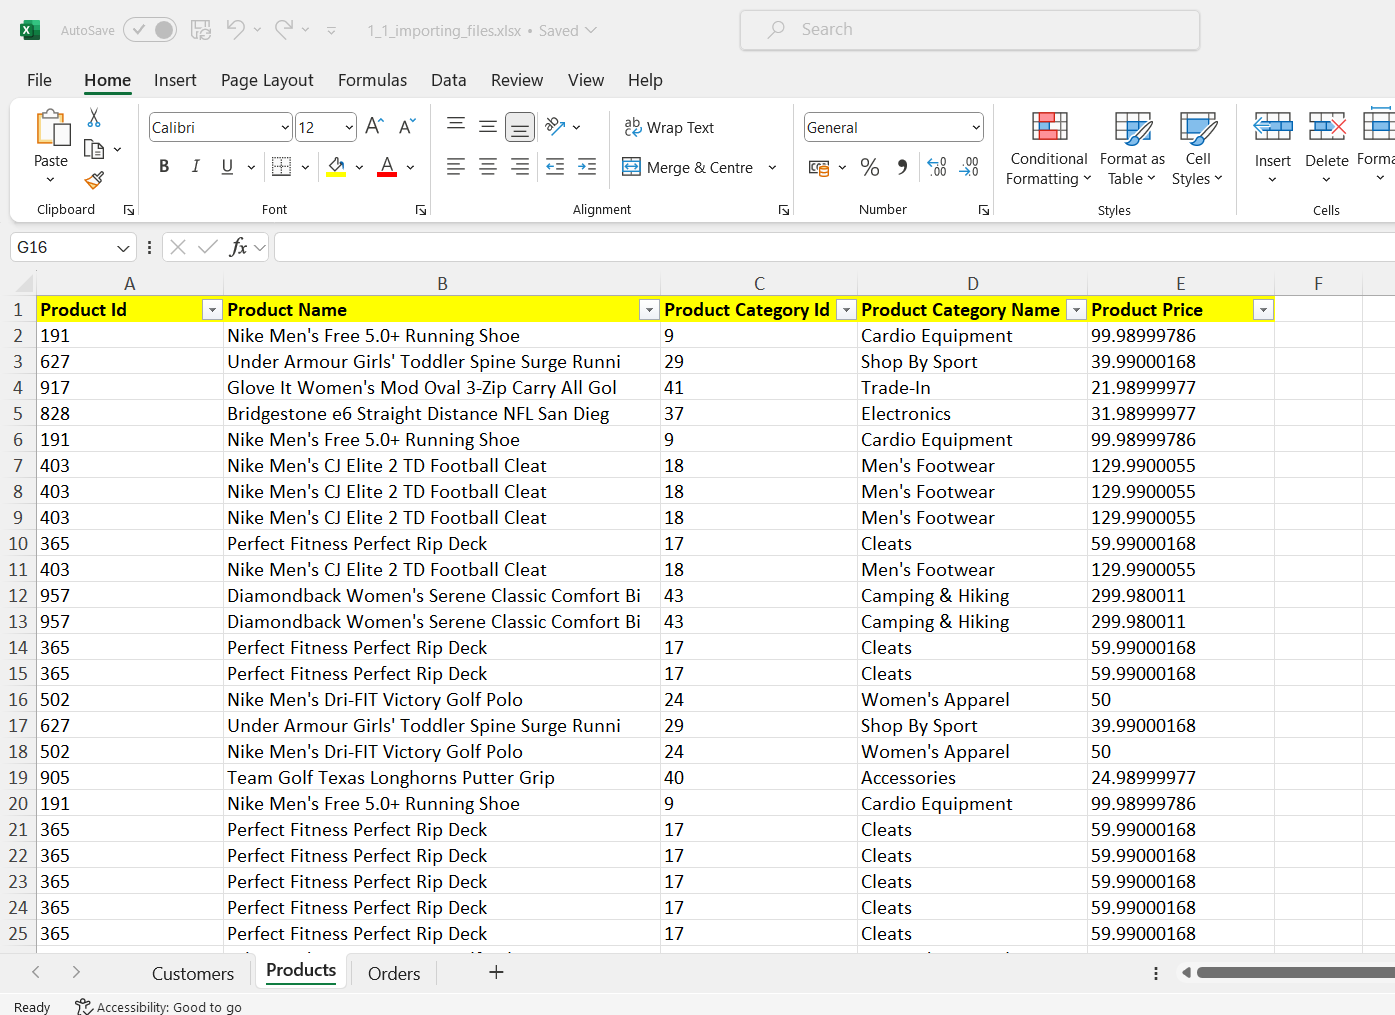 AutoSave 1_1_importing_files.xlsx • Saved Search
File Home Insert Page Layout Formulas Data Review View Help
Calibri 12 Wrap Text General
Paste B I U A Merge & Centre % Conditional Formatting Format as Table Cell Styles Insert Delete Forma
Clipboard Font Alignment Number Styles Cells
G16 fx
A B C D E F
1 Product Id Product Name Product Category Id Product Category Name Product Price
2 191 Nike Men's Free 5.0+ Running Shoe 9 Cardio Equipment 99.98999786
3 627 Under Armour Girls' Toddler Spine Surge Runni 29 Shop By Sport 39.99000168
4 917 Glove It Women's Mod Oval 3-Zip Carry All Gol 41 Trade-In 21.98999977
5 828 Bridgestone e6 Straight Distance NFL San Dieg 37 Electronics 31.98999977
6 191 Nike Men's Free 5.0+ Running Shoe 9 Cardio Equipment 99.98999786
7 403 Nike Men's CJ Elite 2 TD Football Cleat 18 Men's Footwear 129.9900055
8 403 Nike Men's CJ Elite 2 TD Football Cleat 18 Men's Footwear 129.9900055
9 403 Nike Men's CJ Elite 2 TD Football Cleat 18 Men's Footwear 129.9900055
10 365 Perfect Fitness Perfect Rip Deck 17 Cleats 59.99000168
11 403 Nike Men's CJ Elite 2 TD Football Cleat 18 Men's Footwear 129.9900055
12 957 Diamondback Women's Serene Classic Comfort Bi 43 Camping & Hiking 299.980011
13 957 Diamondback Women's Serene Classic Comfort Bi 43 Camping & Hiking 299.980011
14 365 Perfect Fitness Perfect Rip Deck 17 Cleats 59.99000168
15 365 Perfect Fitness Perfect Rip Deck 17 Cleats 59.99000168
16 502 Nike Men's Dri-FIT Victory Golf Polo 24 Women's Apparel 50
17 627 Under Armour Girls' Toddler Spine Surge Runni 29 Shop By Sport 39.99000168
18 502 Nike Men's Dri-FIT Victory Golf Polo 24 Women's Apparel 50
19 905 Team Golf Texas Longhorns Putter Grip 40 Accessories 24.98999977
20 191 Nike Men's Free 5.0+ Running Shoe 9 Cardio Equipment 99.98999786
21 365 Perfect Fitness Perfect Rip Deck 17 Cleats 59.99000168
22 365 Perfect Fitness Perfect Rip Deck 17 Cleats 59.99000168
23 365 Perfect Fitness Perfect Rip Deck 17 Cleats 59.99000168
24 365 Perfect Fitness Perfect Rip Deck 17 Cleats 59.99000168
25 365 Perfect Fitness Perfect Rip Deck 17 Cleats 59.99000168
Customers Products Orders +
Ready Accessibility: Good to go